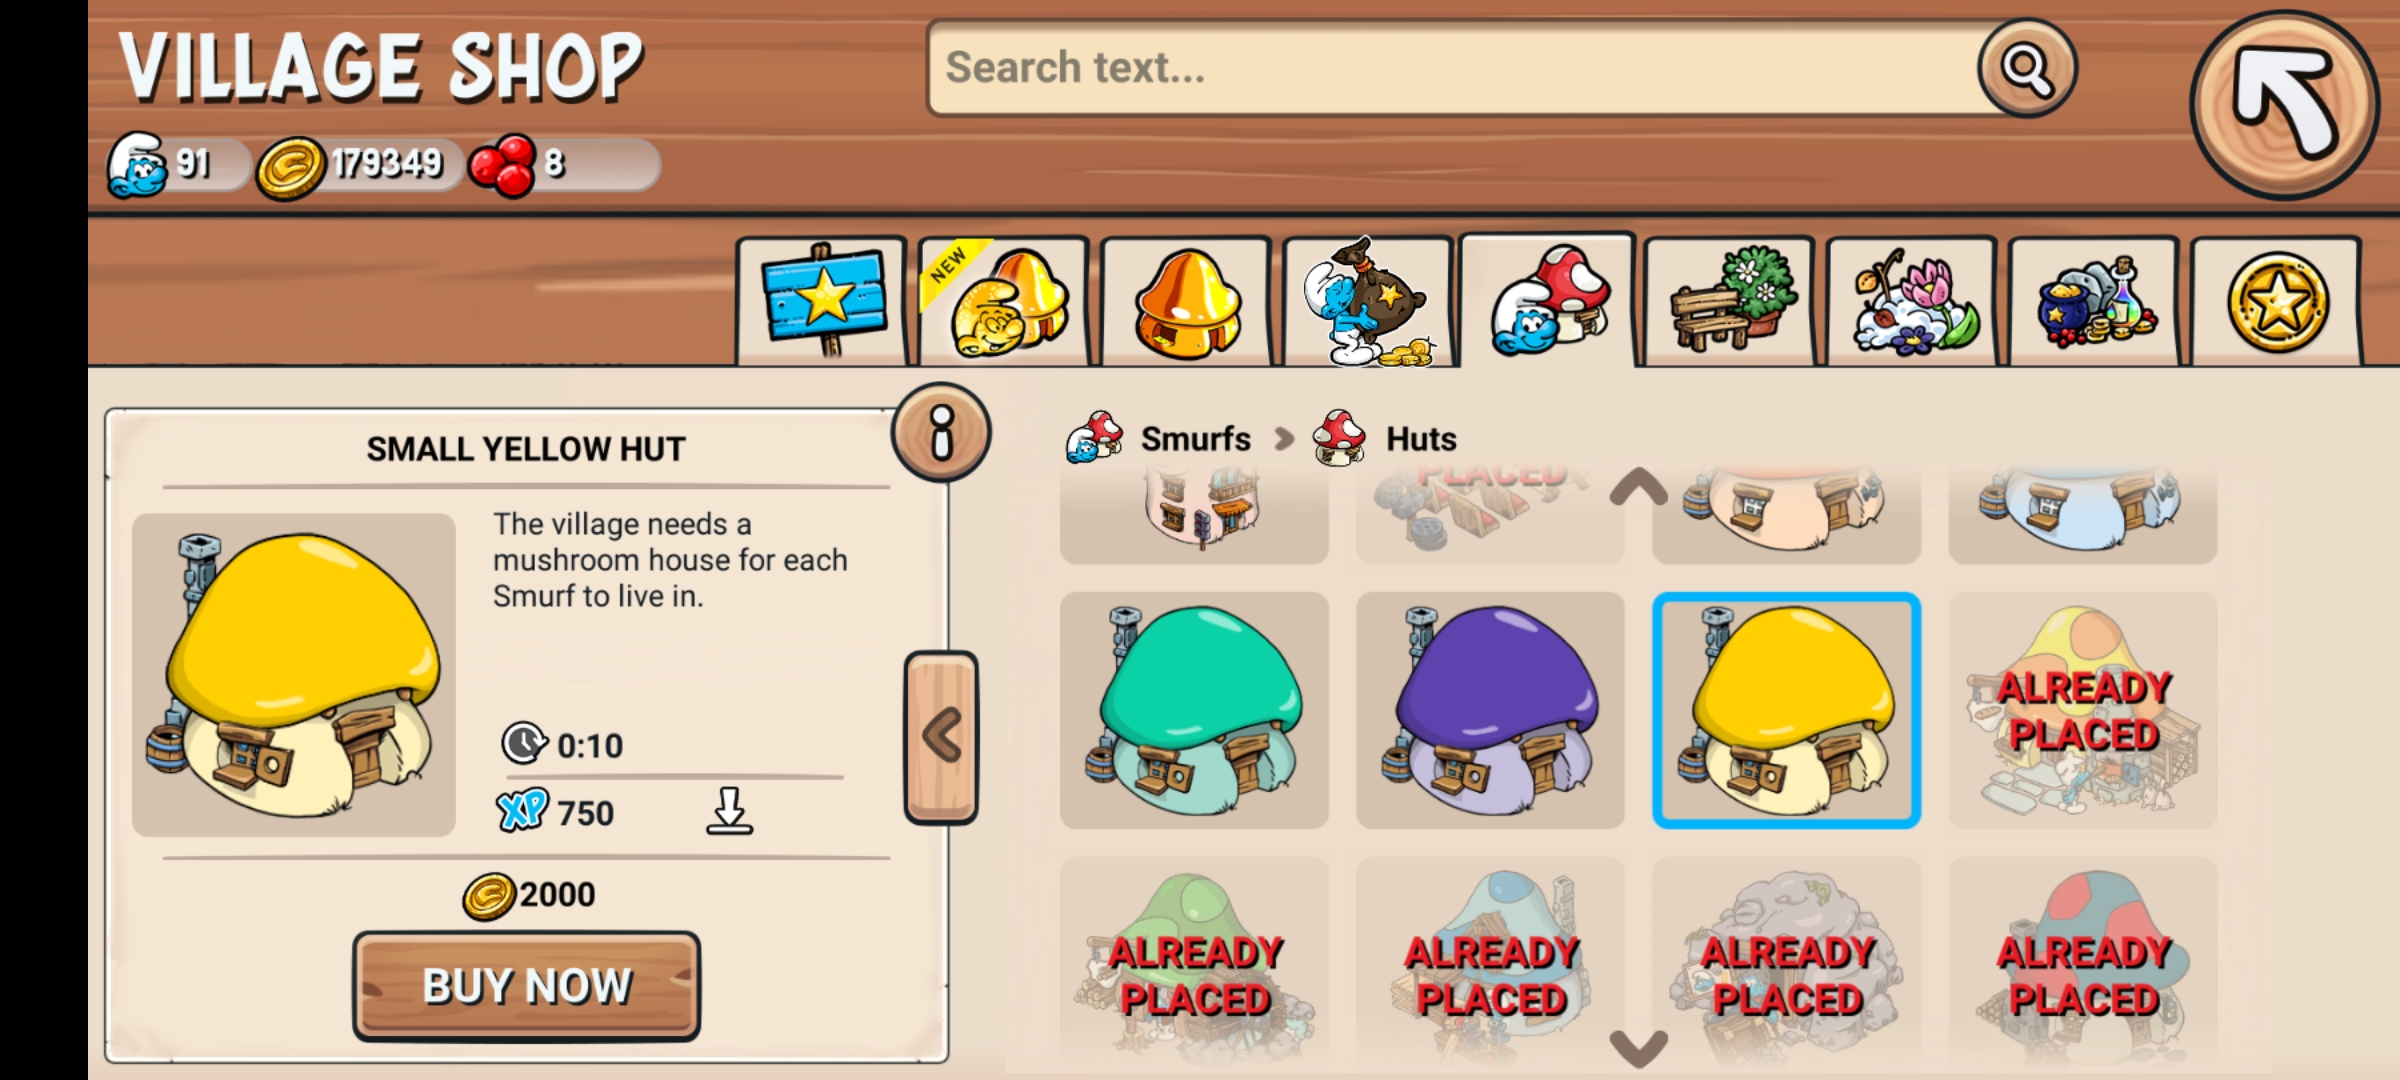 VILLAGE SHOP
Search text...
91
179349
8
NEW
SMALL YELLOW HUT
The village needs a
mushroom house for each
Smurf to live in.
0:10
XP 750
2000
BUY NOW
Smurfs > Huts
PLACED
ALREADY
PLACED
ALREADY
PLACED
ALREADY
PLACED
ALREADY
PLACED
ALREADY
PLACED